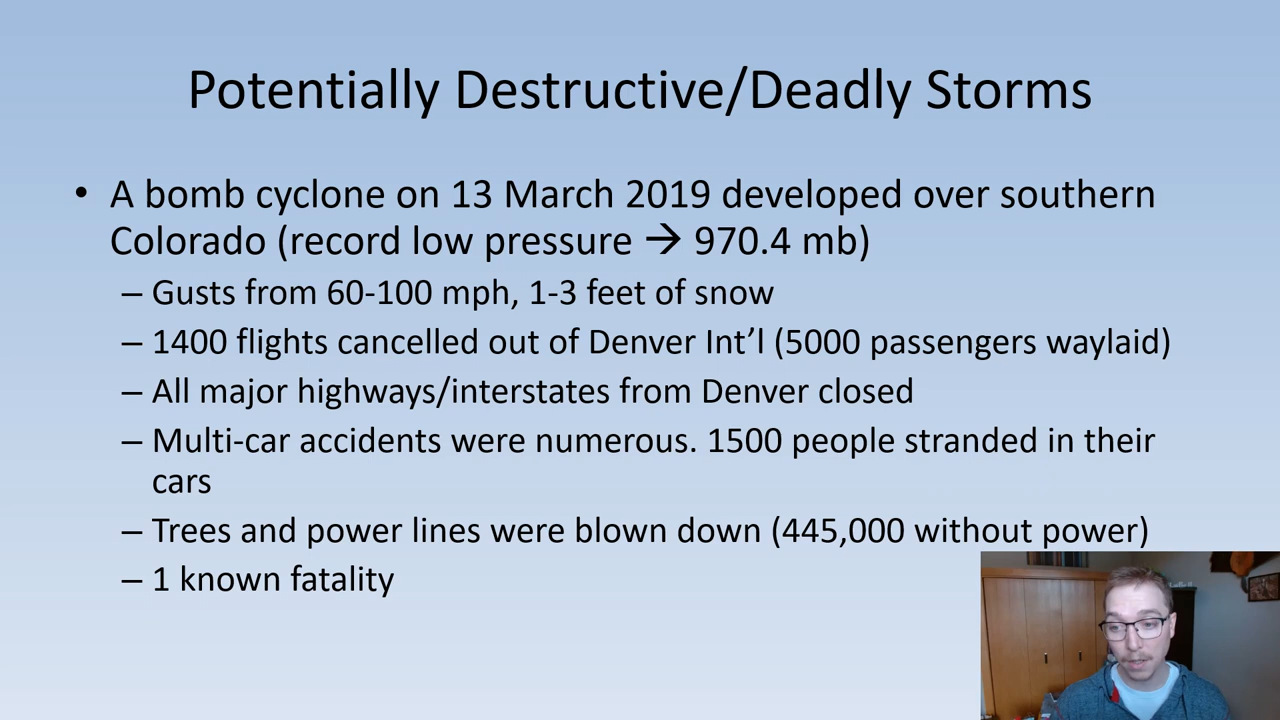 Potentially Destructive/Deadly Storms
• A bomb cyclone on 13 March 2019 developed over southern
Colorado (record low pressure → 970.4 mb)
– Gusts from 60-100 mph, 1-3 feet of snow
– 1400 flights cancelled out of Denver Int’l (5000 passengers waylaid)
– All major highways/interstates from Denver closed
– Multi-car accidents were numerous. 1500 people stranded in their
cars
– Trees and power lines were blown down (445,000 without power)
– 1 known fatality